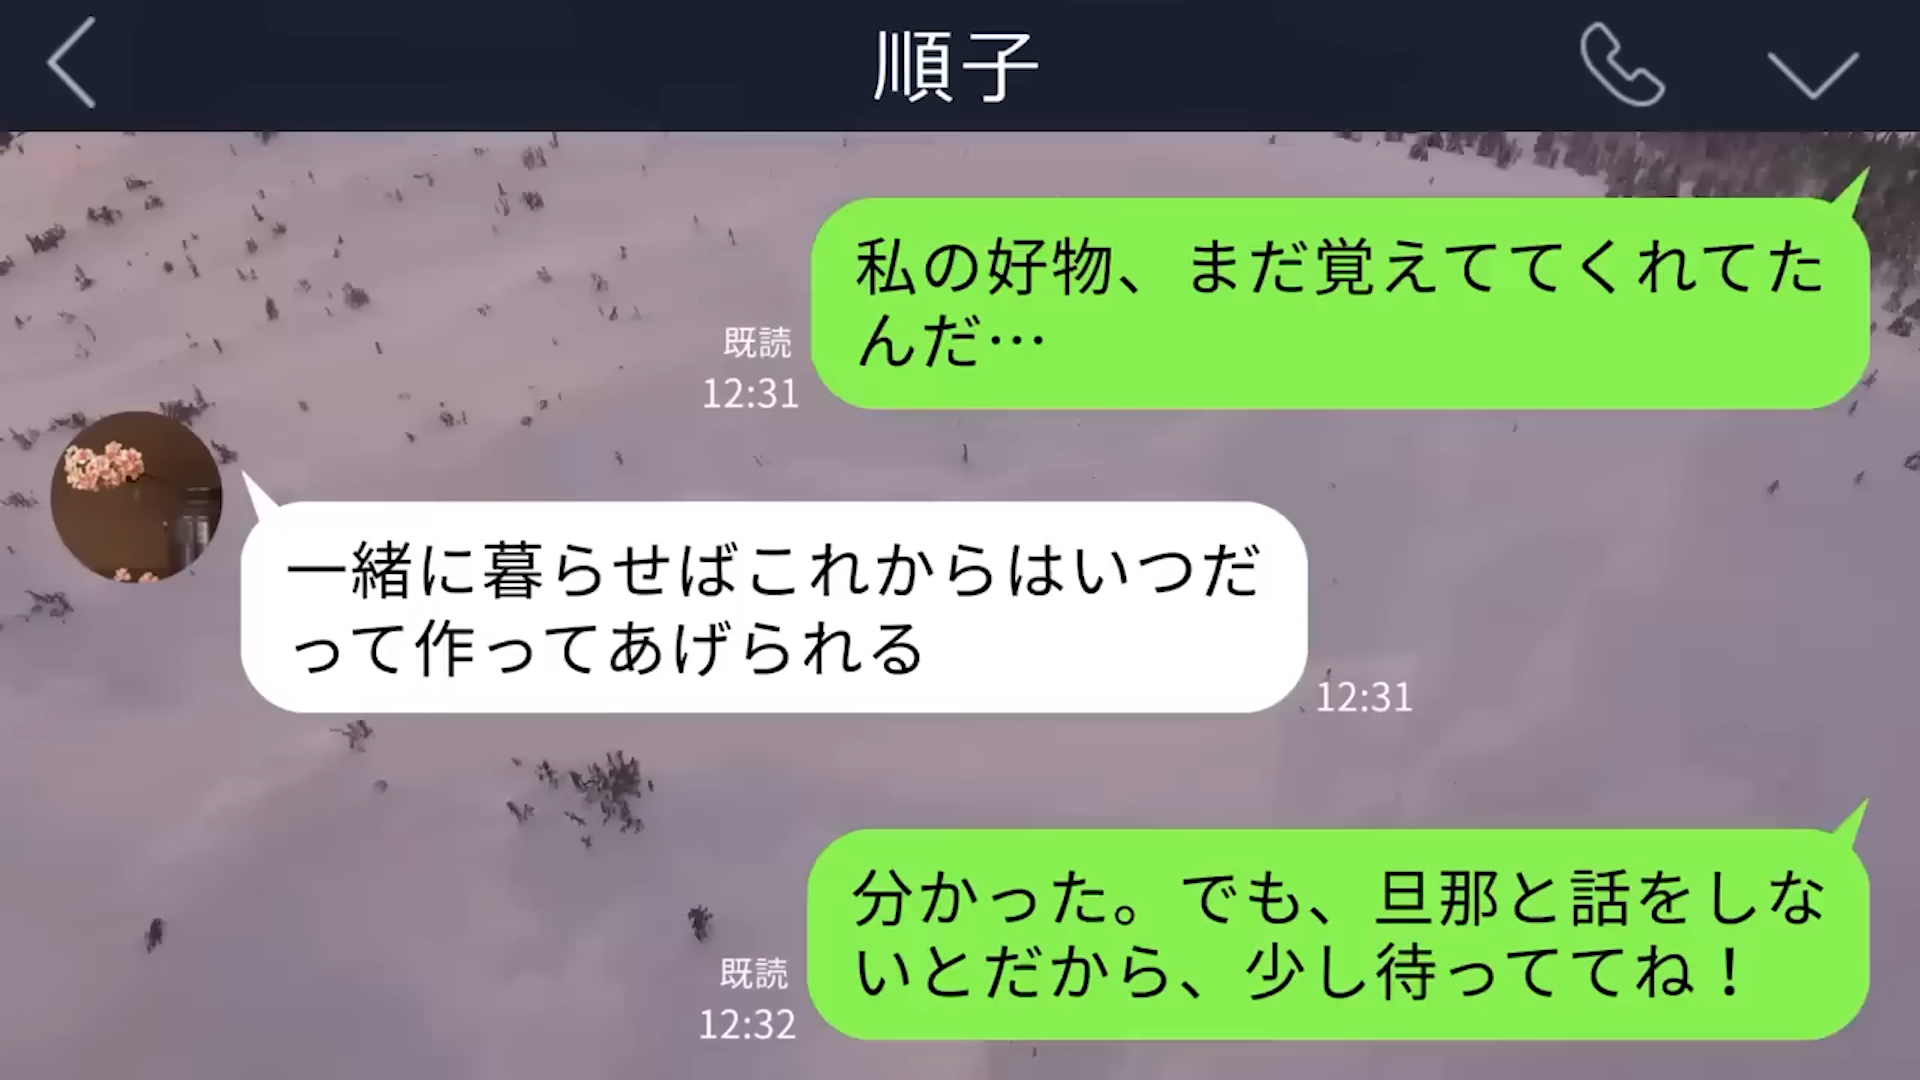 順子
私の好物、まだ覚えててくれてた
んだ…
既読
12:31
一緒に暮らせばこれからはいつだ
って作ってあげられる
12:31
分かった。でも、旦那と話をしな
いとだから、少し待っててね！
既読
12:32